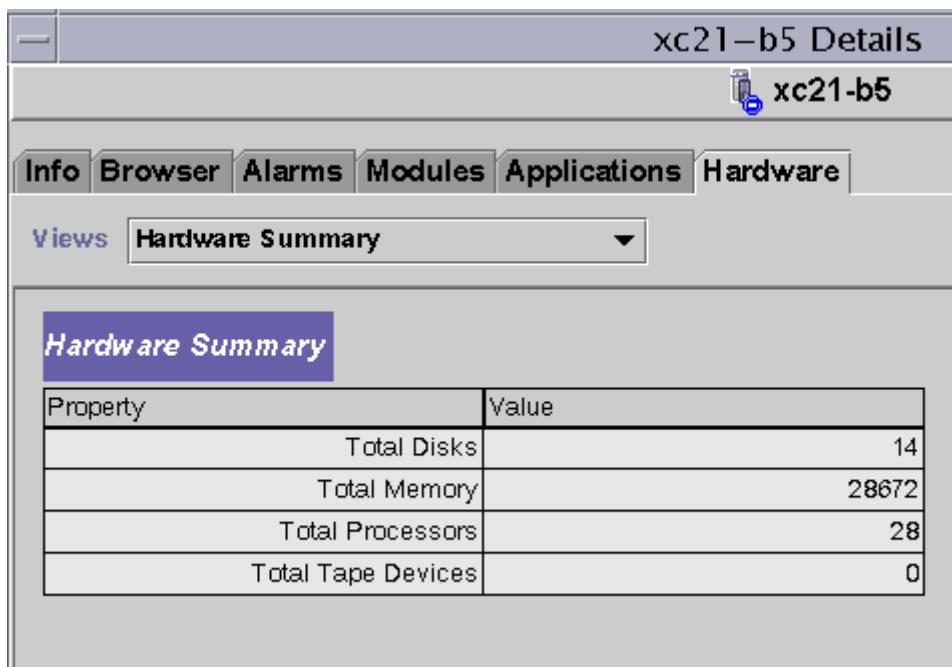 xc21-b5 Details
xc21-b5
Info Browser Alarms Modules Applications Hardware
Views Hardware Summary
Hardware Summary
Property Value
Total Disks 14
Total Memory 28672
Total Processors 28
Total Tape Devices 0